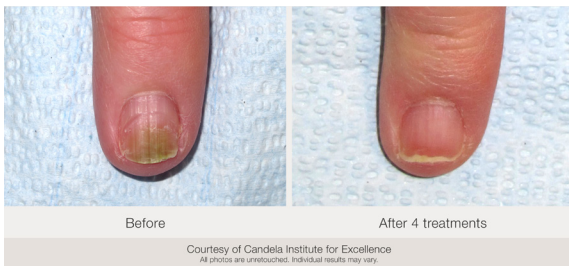 Before
After 4 treatments
Courtesy of Candela Institute for Excellence
All photos are unretouched. Individual results may vary.